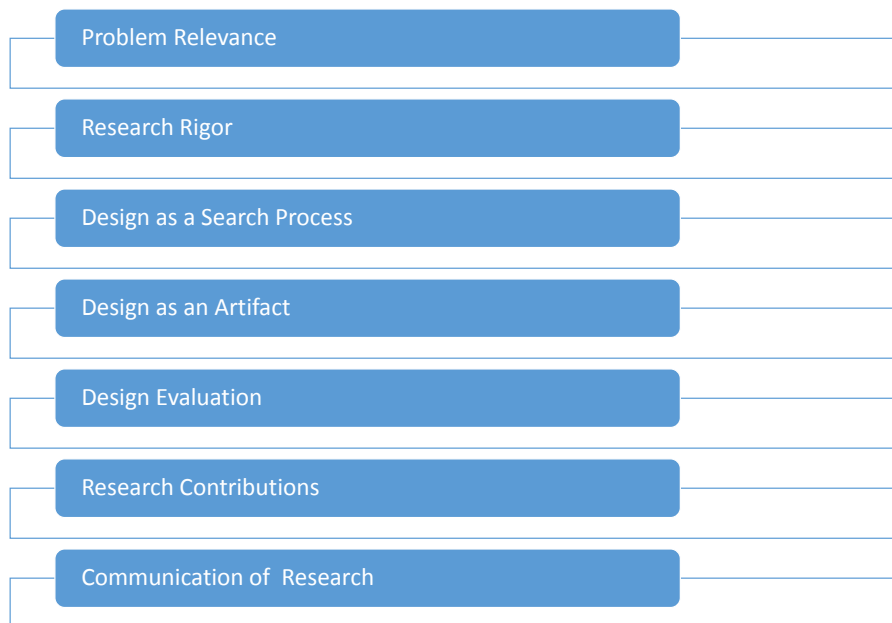 Problem Relevance
Research Rigor
Design as a Search Process
Design as an Artifact
Design Evaluation
Research Contributions
Communication of  Research